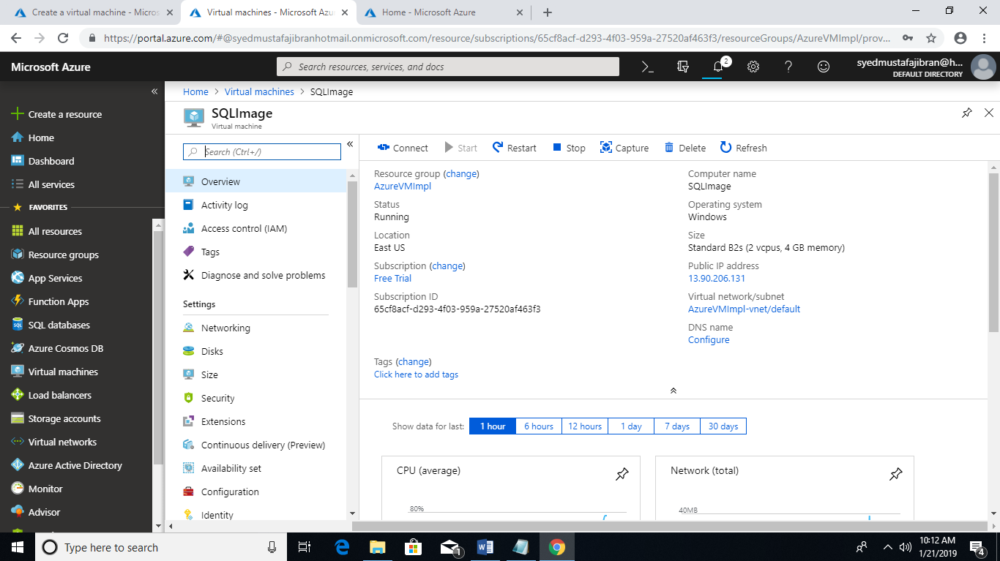 Create a virtual machine - Micros
Virtual machines - Microsoft Azu
Home - Microsoft Azure
https://portal.azure.com/#@syedmustafajibranhotmail.onmicrosoft.com/resource/subscriptions/65cf8acf-d293-4f03-959a-27520af463f3/resourceGroups/AzureVMImpl/prov...
Microsoft Azure
Search resources, services, and docs
2
syedmustafajibran@h...
DEFAULT DIRECTORY
Create a resource
Home
Dashboard
All services
FAVORITES
All resources
Resource groups
App Services
Function Apps
SQL databases
Azure Cosmos DB
Virtual machines
Load balancers
Storage accounts
Virtual networks
Azure Active Directory
Monitor
Advisor
Home > Virtual machines > SQLImage
SQLImage
Virtual machine
Search (Ctrl+/)
Overview
Activity log
Access control (IAM)
Tags
Diagnose and solve problems
Settings
Networking
Disks
Size
Security
Extensions
Continuous delivery (Preview)
Availability set
Configuration
Identity
Connect
Start
Restart
Stop
Capture
Delete
Refresh
Resource group (change)
AzureVMImpl
Status
Running
Location
East US
Subscription (change)
Free Trial
Subscription ID
65cf8acf-d293-4f03-959a-27520af463f3
Computer name
SQLImage
Operating system
Windows
Size
Standard B2s (2 vcpus, 4 GB memory)
Public IP address
13.90.206.131
Virtual network/subnet
AzureVMImpl-vnet/default
DNS name
Configure
Tags (change)
Click here to add tags
Show data for last:
1 hour
6 hours
12 hours
1 day
7 days
30 days
CPU (average)
80%
Network (total)
40MB
Type here to search
1
10:12 AM
1/21/2019
4